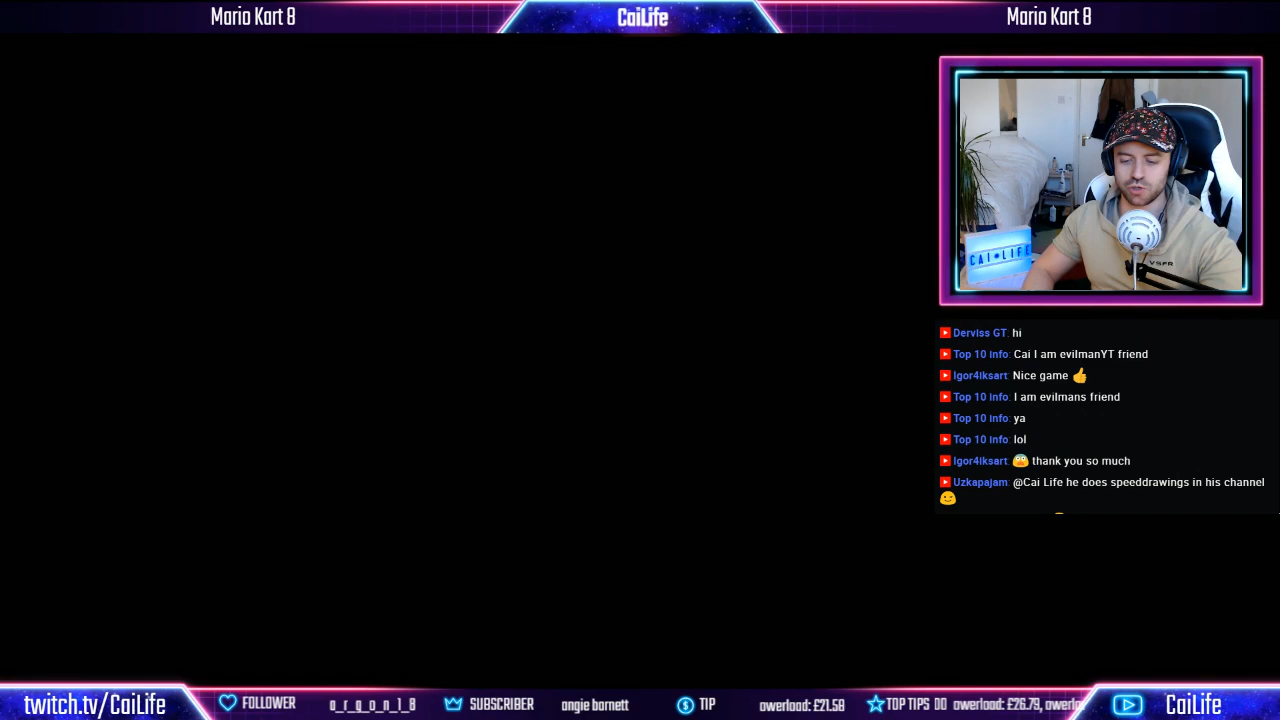 Mario Kart 8
CaiLife
Mario Kart 8
CAI LIFE
VSFR
Derviss GT: hi
Top 10 info: Cai I am evilmanYT friend
Igor4iksart: Nice game 👍
Top 10 info: I am evilmans friend
Top 10 info: ya
Top 10 info: lol
Igor4iksart: 😨 thank you so much
Uzkapajam: @Cai Life he does speeddrawings in his channel
twitch.tv/CaiLife
FOLLOWER
o_r_g_o_n_1_8
SUBSCRIBER
angie barnett
TIP
owerload: £21.58
TOP TIPS
owerload: £26.79, owerlo
CaiLife